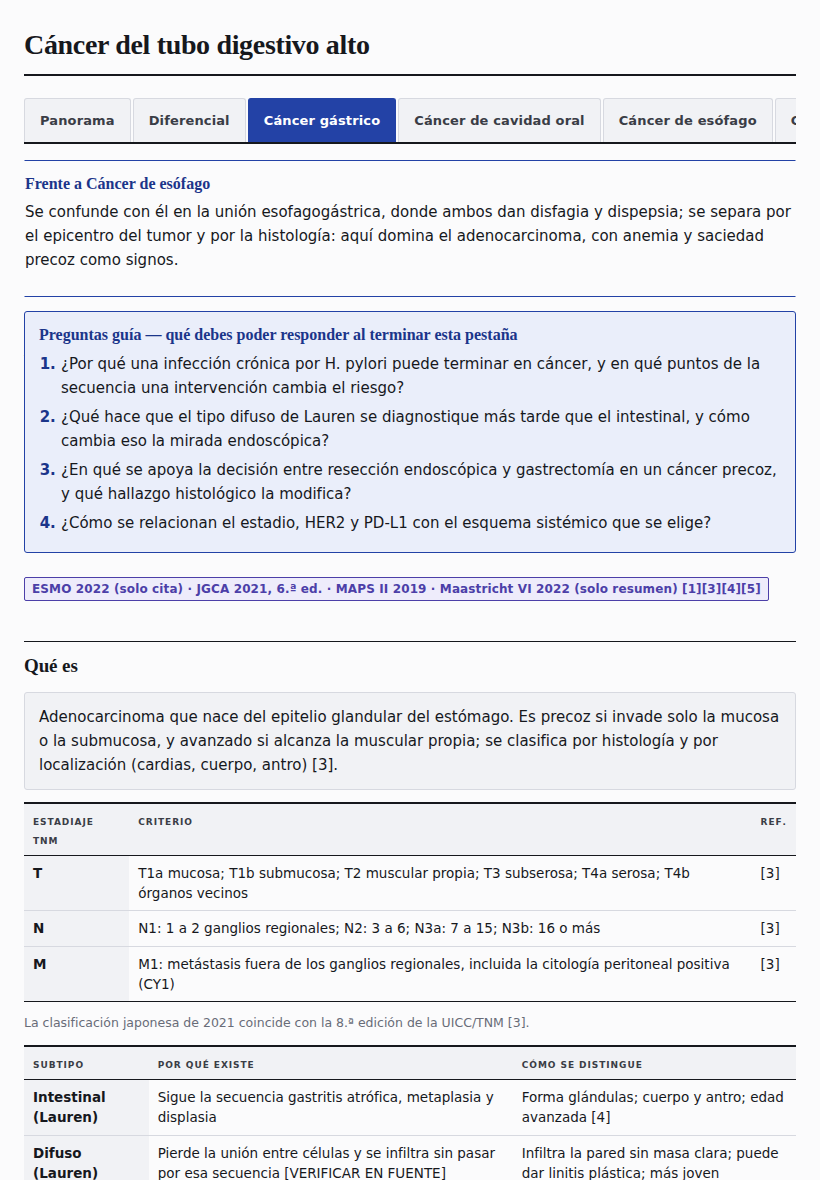 Cáncer del tubo digestivo alto
Panorama
Diferencial
Cáncer gástrico
Cáncer de cavidad oral
Cáncer de esófago
Frente a Cáncer de esófago
Se confunde con él en la unión esofagogástrica, donde ambos dan disfagia y dispepsia; se separa por
el epicentro del tumor y por la histología: aquí domina el adenocarcinoma, con anemia y saciedad
precoz como signos.
Preguntas guía — qué debes poder responder al terminar esta pestaña
1. ¿Por qué una infección crónica por H. pylori puede terminar en cáncer, y en qué puntos de la
secuencia una intervención cambia el riesgo?
2. ¿Qué hace que el tipo difuso de Lauren se diagnostique más tarde que el intestinal, y cómo
cambia eso la mirada endoscópica?
3. ¿En qué se apoya la decisión entre resección endoscópica y gastrectomía en un cáncer precoz,
y qué hallazgo histológico la modifica?
4. ¿Cómo se relacionan el estadio, HER2 y PD-L1 con el esquema sistémico que se elige?
ESMO 2022 (solo cita) · JGCA 2021, 6.ª ed. · MAPS II 2019 · Maastricht VI 2022 (solo resumen) [1][3][4][5]
Qué es
Adenocarcinoma que nace del epitelio glandular del estómago. Es precoz si invade solo la mucosa
o la submucosa, y avanzado si alcanza la muscular propia; se clasifica por histología y por
localización (cardias, cuerpo, antro) [3].
ESTADIAJE TNM
CRITERIO
REF.
T
T1a mucosa; T1b submucosa; T2 muscular propia; T3 subserosa; T4a serosa; T4b
órganos vecinos
[3]
N
N1: 1 a 2 ganglios regionales; N2: 3 a 6; N3a: 7 a 15; N3b: 16 o más
[3]
M
M1: metástasis fuera de los ganglios regionales, incluida la citología peritoneal positiva
(CY1)
[3]
La clasificación japonesa de 2021 coincide con la 8.ª edición de la UICC/TNM [3].
SUBTIPO
POR QUÉ EXISTE
CÓMO SE DISTINGUE
Intestinal
(Lauren)
Sigue la secuencia gastritis atrófica, metaplasia y
displasia
Forma glándulas; cuerpo y antro; edad
avanzada [4]
Difuso
(Lauren)
Pierde la unión entre células y se infiltra sin pasar
por esa secuencia [VERIFICAR EN FUENTE]
Infiltra la pared sin masa clara; puede
dar linitis plástica; más joven